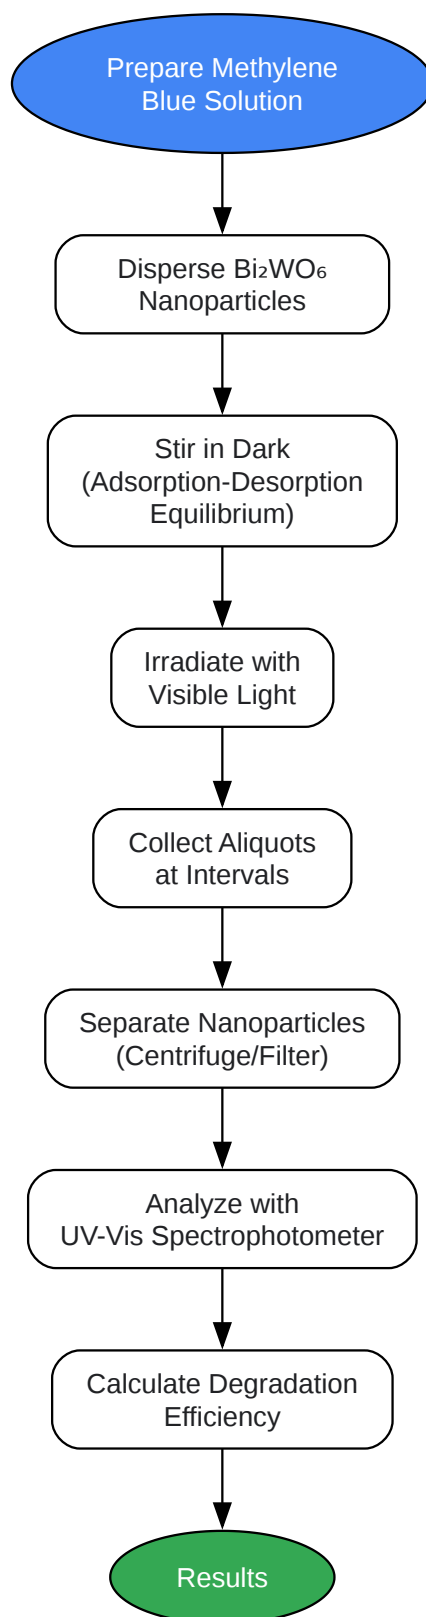 Prepare Methylene
Blue Solution
Disperse Bi₂WO₆
Nanoparticles
Stir in Dark
(Adsorption-Desorption
Equilibrium)
Irradiate with
Visible Light
Collect Aliquots
at Intervals
Separate Nanoparticles
(Centrifuge/Filter)
Analyze with
UV-Vis Spectrophotometer
Calculate Degradation
Efficiency
Results